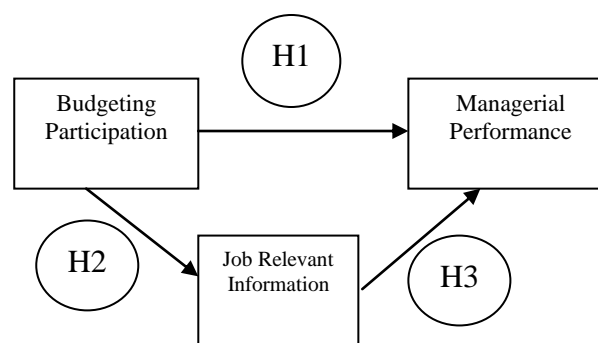 H1
Budgeting
Participation
Managerial
Performance
H2
Job Relevant
Information
H3